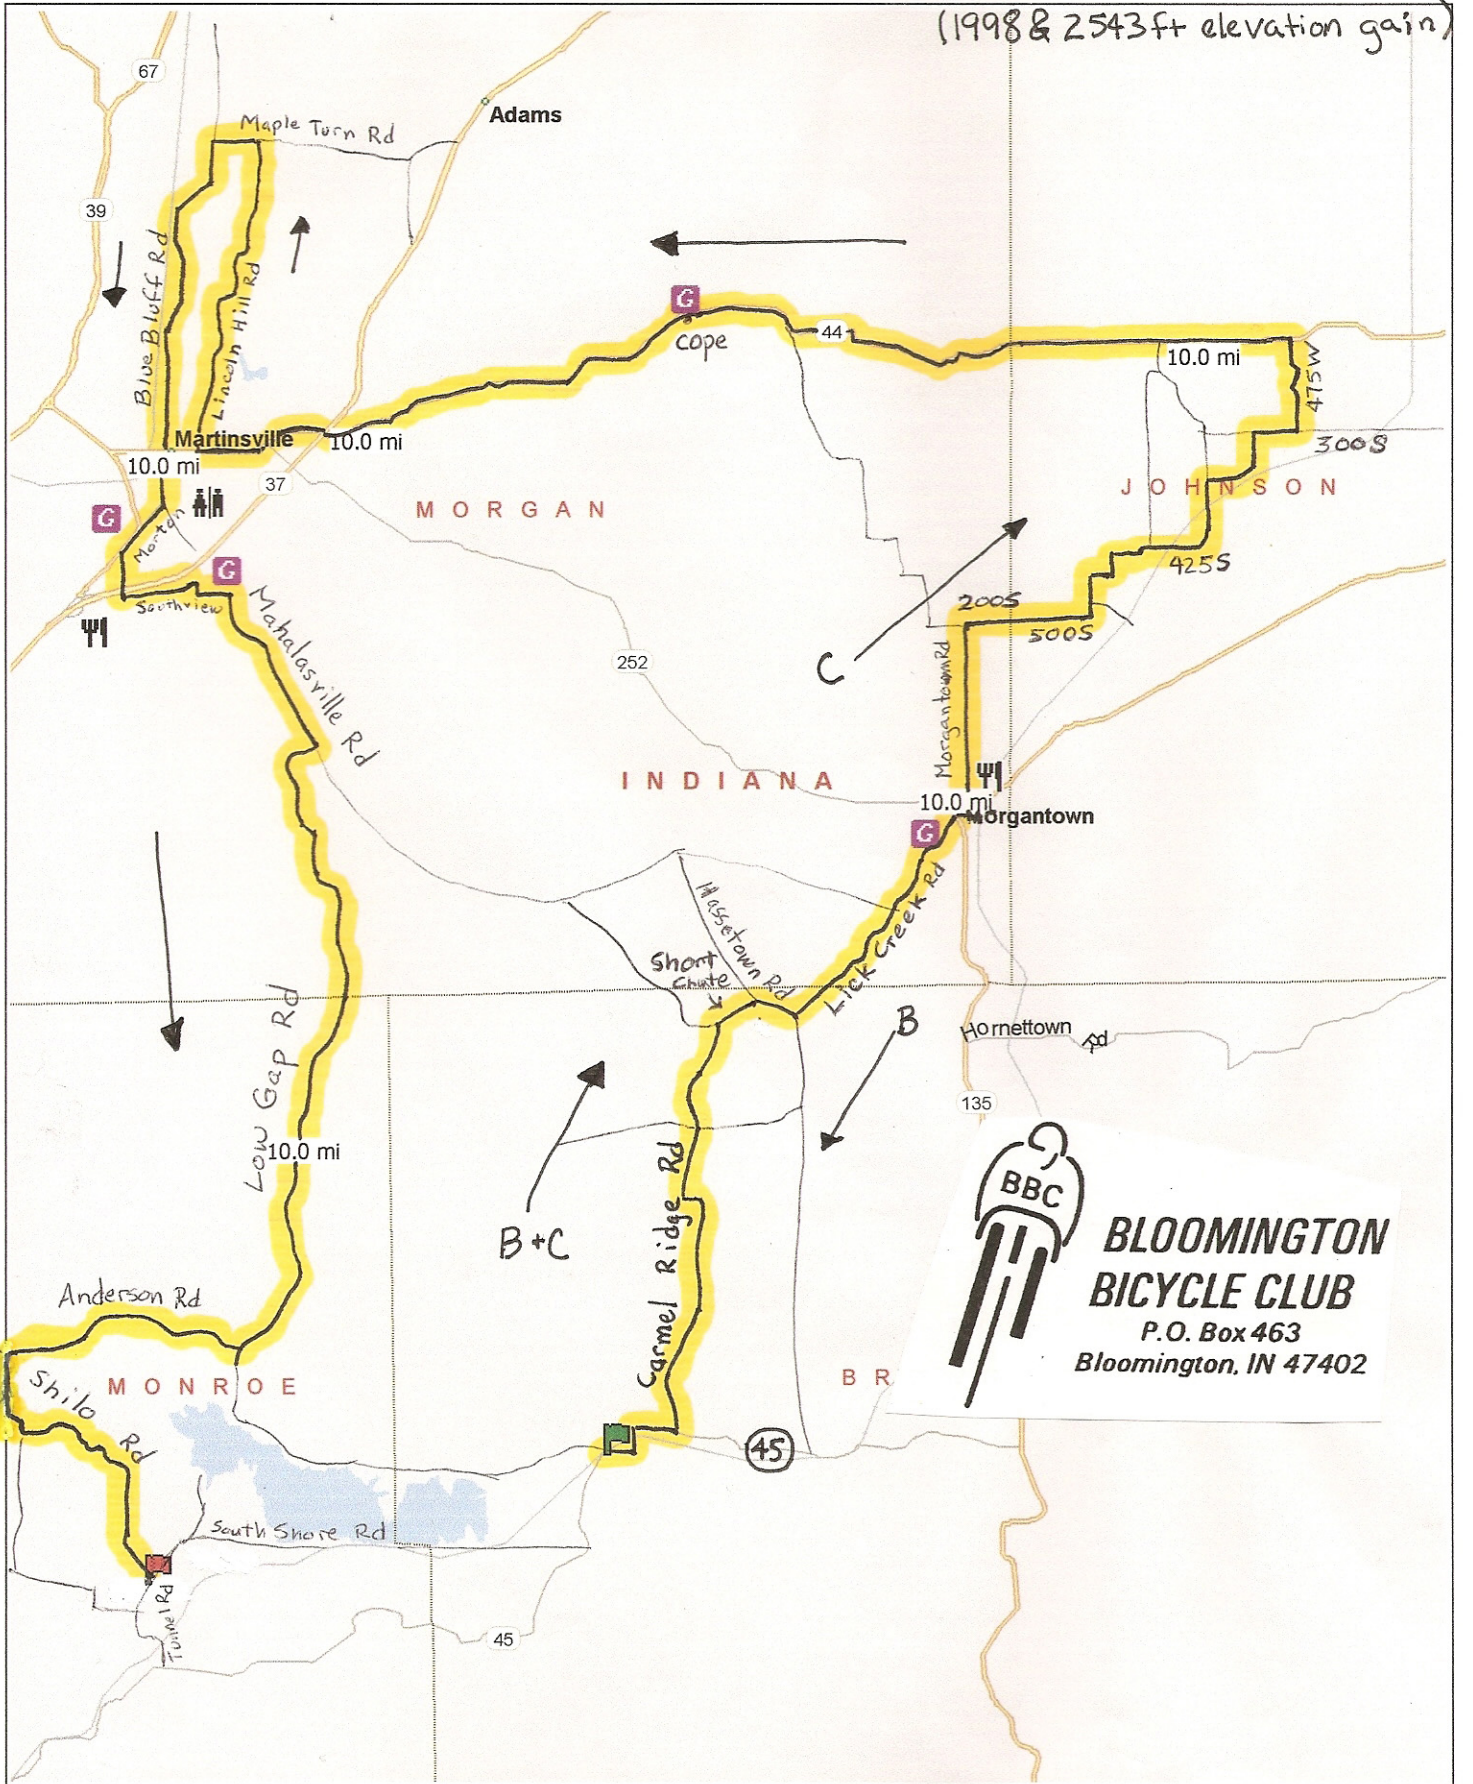 (1998 & 2543ft elevation gain)
67
Adams
Maple Turn Rd
39
Blue Bluff Rd
Lincoln Hill Rd
cope
44
10.0 mi
475W
300S
Martinsville
10.0 mi
10.0 mi
37
G
G
G
Morton
MORGAN
JOHNSON
425S
200S
500S
Southview
Mahalasville Rd
252
C
Morgantown Rd
INDIANA
10.0 mi
Morgantown
G
Hassetown Rd
Short
Chute
Lick Creek Rd
B
Hornettown Rd
Low Gap Rd
135
10.0 mi
B+C
Carmel Ridge Rd
BBC
BLOOMINGTON
BICYCLE CLUB
P.O. Box 463
Bloomington, IN 47402
Anderson Rd
Shilo Rd
MONROE
BR
45
South Shore Rd
Tunnel Rd
45